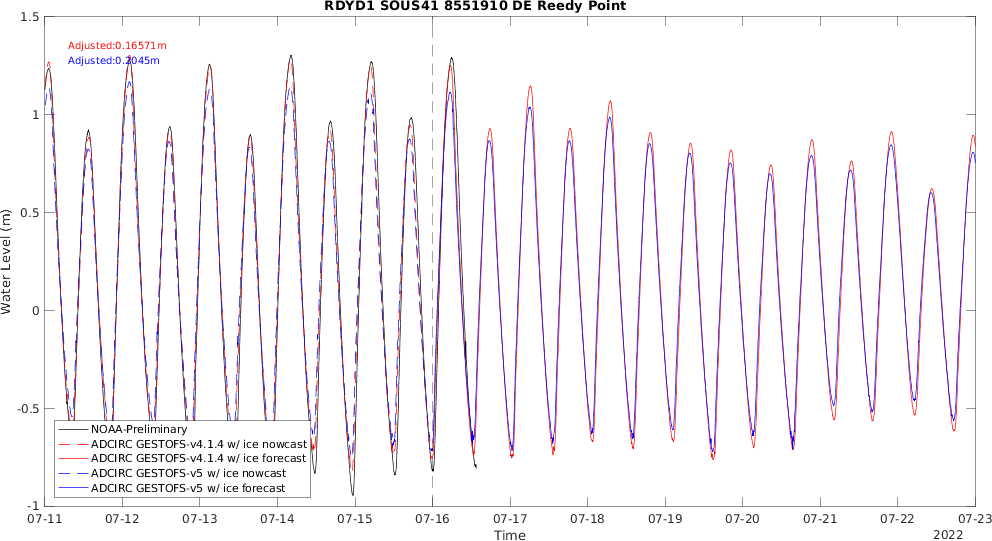 RDYD1 SOUS41 8551910 DE Reedy Point
Adjusted:0.16571m
Adjusted:0.2045m
Water Level (m)
1.5
1
0.5
0
-0.5
-1
NOAA-Preliminary
ADCIRC GESTOFS-v4.1.4 w/ ice nowcast
ADCIRC GESTOFS-v4.1.4 w/ ice forecast
ADCIRC GESTOFS-v5 w/ ice nowcast
ADCIRC GESTOFS-v5 w/ ice forecast
07-11 07-12 07-13 07-14 07-15 07-16 07-17 07-18 07-19 07-20 07-21 07-22 07-23
Time
2022